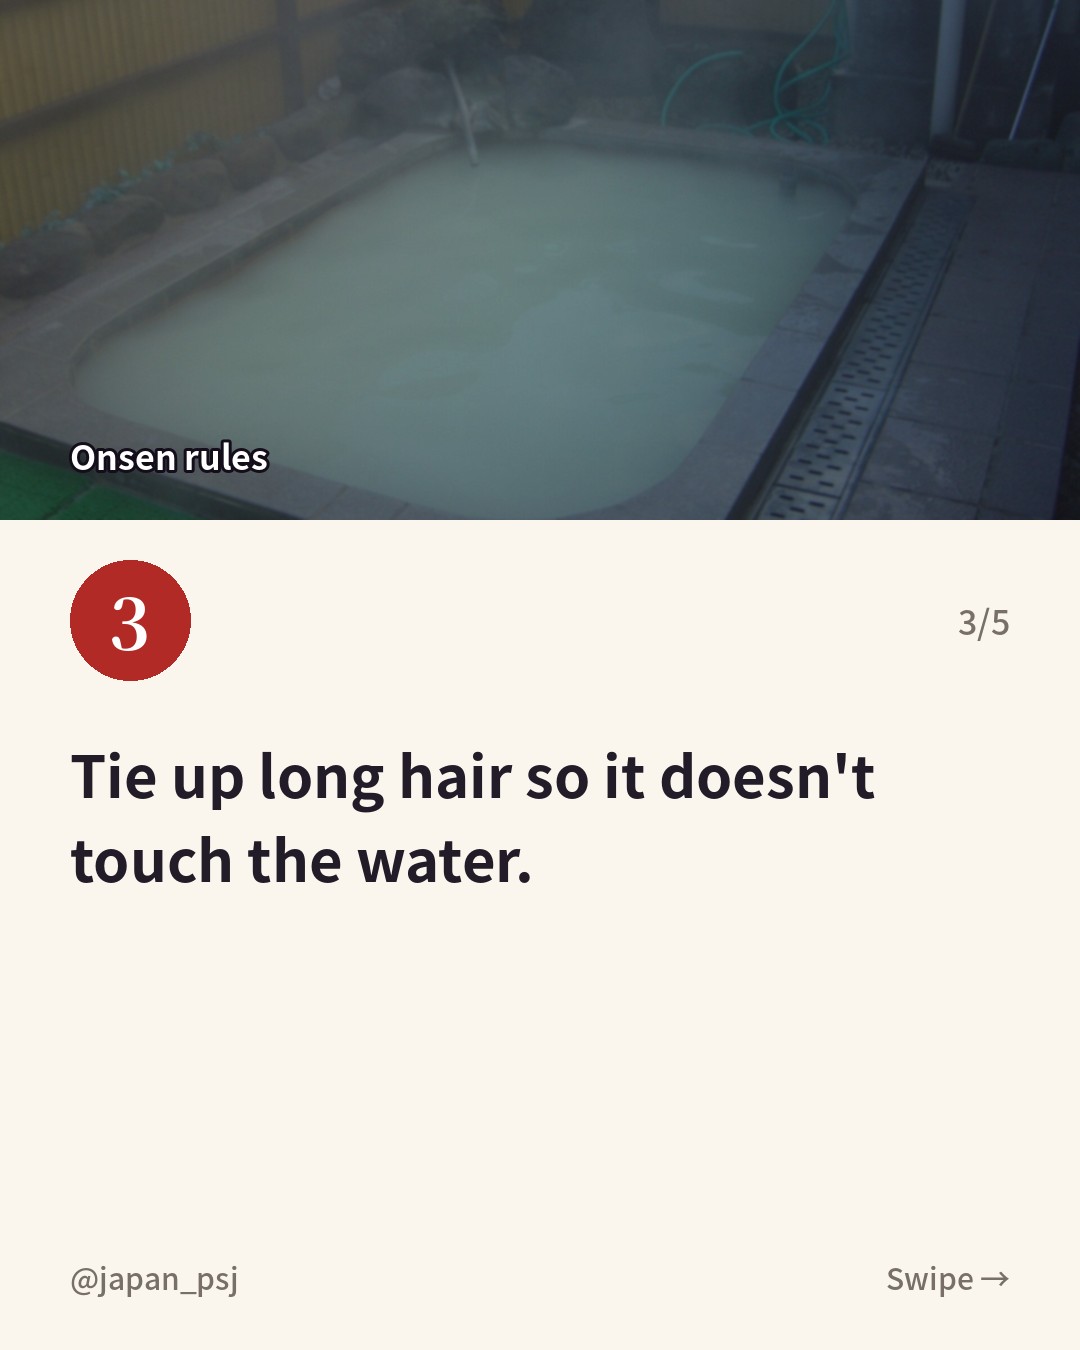 Onsen rules
3
3/5
Tie up long hair so it doesn't
touch the water.
@japan_psj
Swipe →